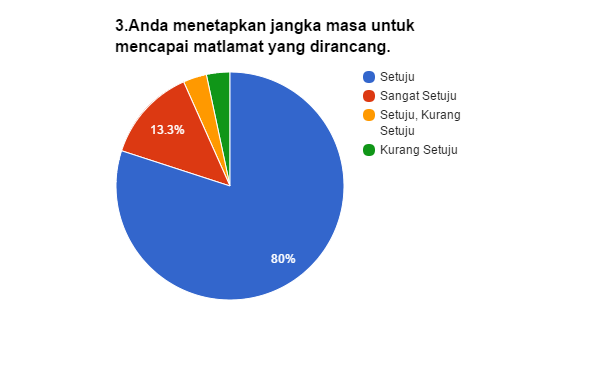 3.Anda menetapkan jangka masa untuk
mencapai matlamat yang dirancang.
Setuju
Sangat Setuju
Setuju, Kurang
Setuju
Kurang Setuju
13.3%
80%